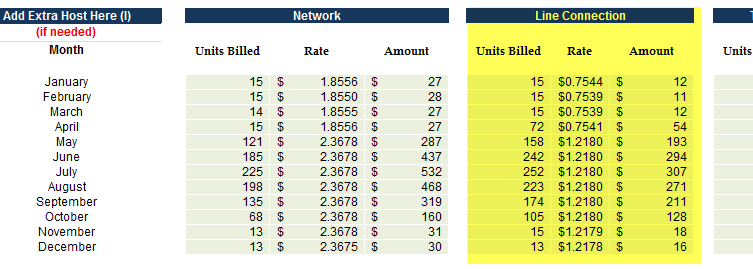 Add Extra Host Here (I) Network Line Connection
(if needed)
Month Units Billed Rate Amount Units Billed Rate Amount Units
January 15 $ 1.8556 $ 27 15 $0.7544 $ 12
February 15 $ 1.8550 $ 28 15 $0.7539 $ 11
March 14 $ 1.8555 $ 27 15 $0.7539 $ 12
April 15 $ 1.8556 $ 27 72 $0.7541 $ 54
May 121 $ 2.3678 $ 287 158 $1.2180 $ 193
June 185 $ 2.3678 $ 437 242 $1.2180 $ 294
July 225 $ 2.3678 $ 532 252 $1.2180 $ 307
August 198 $ 2.3678 $ 468 223 $1.2180 $ 271
September 135 $ 2.3678 $ 319 174 $1.2180 $ 211
October 68 $ 2.3678 $ 160 105 $1.2180 $ 128
November 13 $ 2.3678 $ 31 15 $1.2179 $ 18
December 13 $ 2.3675 $ 30 13 $1.2178 $ 16